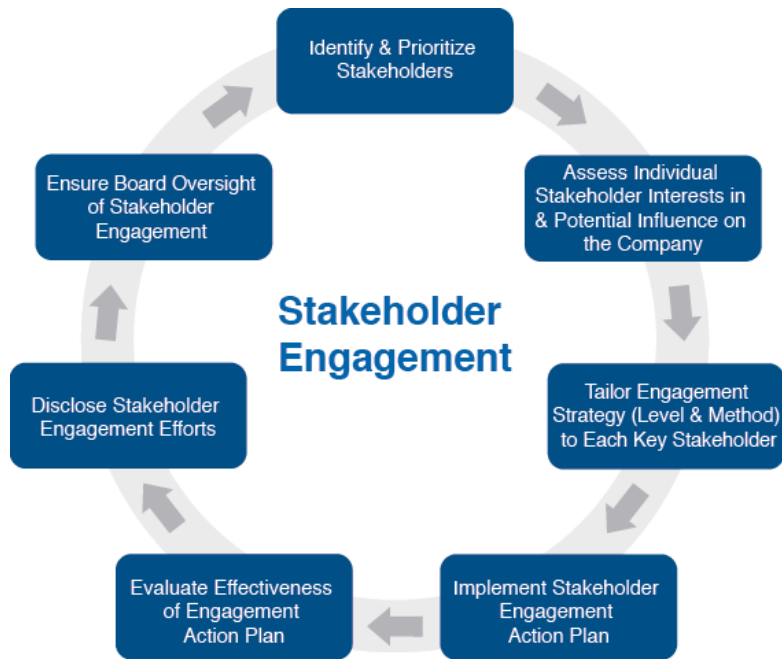 Identify & Prioritize
Stakeholders
Assess Individual
Stakeholder Interests in
& Potential Influence on
the Company
Tailor Engagement
Strategy (Level & Method)
to Each Key Stakeholder
Implement Stakeholder
Engagement
Action Plan
Evaluate Effectiveness
of Engagement
Action Plan
Disclose Stakeholder
Engagement Efforts
Ensure Board Oversight
of Stakeholder
Engagement
Stakeholder
Engagement